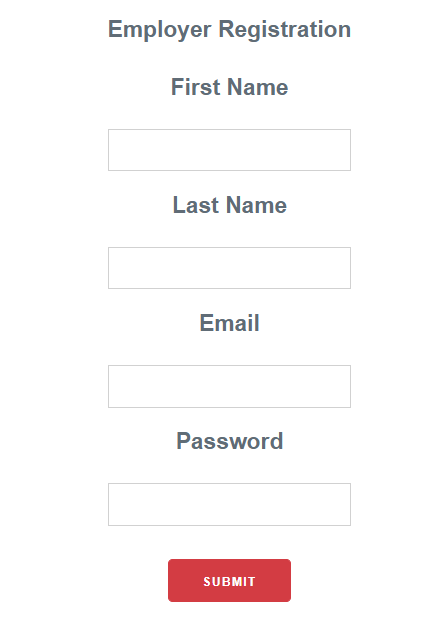 Employer Registration
First Name
Last Name
Email
Password
SUBMIT